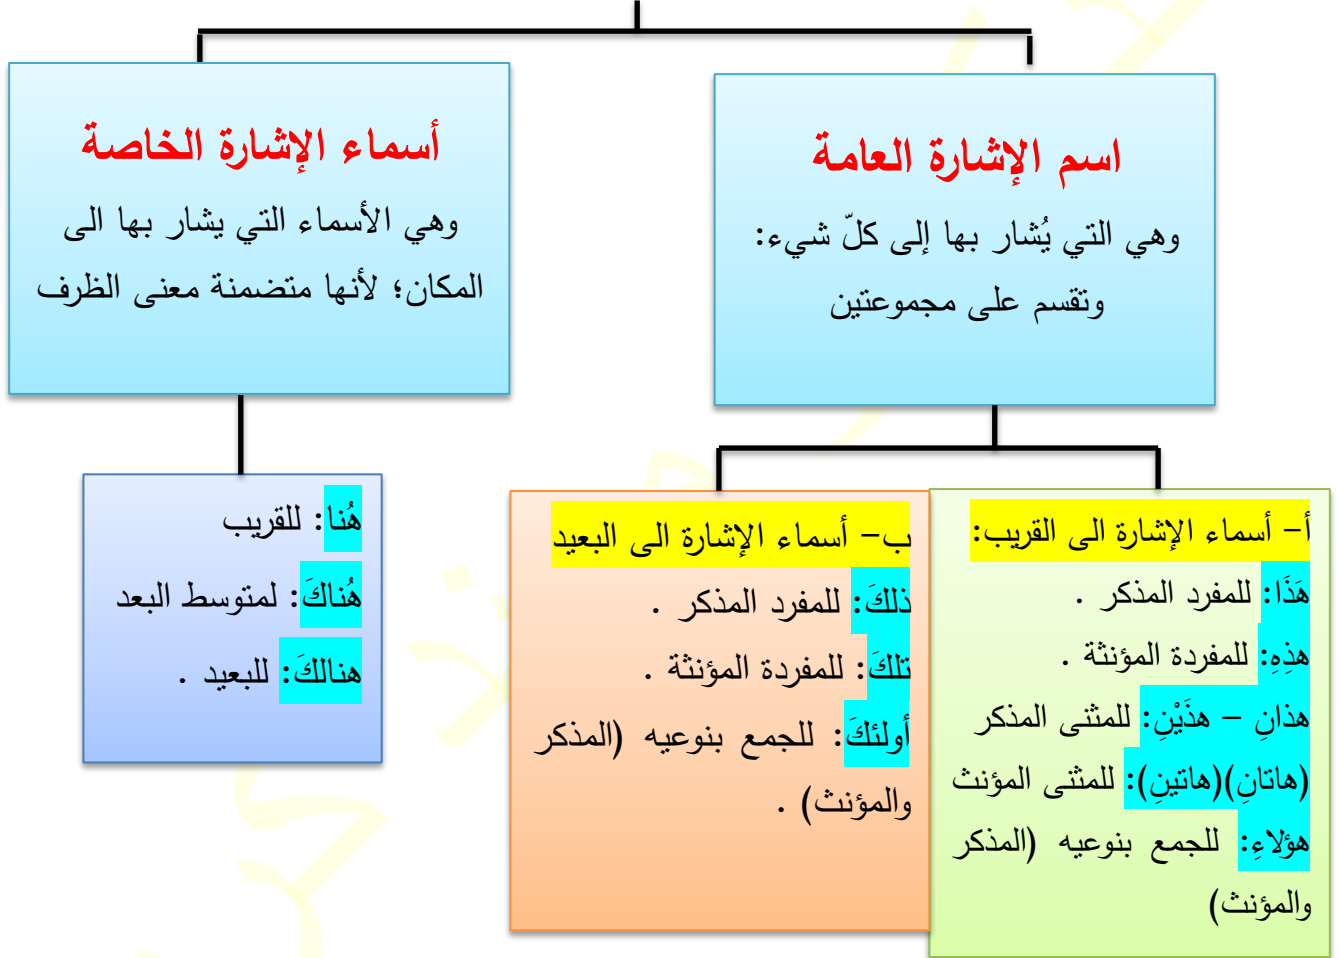 اسم الإشارة العامة
وهي التي يُشار بها إلى كلّ شيء:
وتقسم على مجموعتين
أسماء الإشارة الخاصة
وهي الأسماء التي يشار بها الى
المكان؛ لأنها متضمنة معنى الظرف
أ- أسماء الإشارة الى القريب:
هَذَا: للمفرد المذكر .
هذِهِ: للمفردة المؤنثة .
هذانِ – هذَيْنِ: للمثنى المذكر
(هاتانِ)(هاتينِ): للمثنى المؤنث
هؤلاءِ: للجمع بنوعيه (المذكر
والمؤنث)
ب- أسماء الإشارة الى البعيد
ذلكَ: للمفرد المذكر .
تلكَ: للمفردة المؤنثة .
أولئكَ: للجمع بنوعيه (المذكر
والمؤنث) .
هُنا: للقريب
هُناكَ: لمتوسط البعد
هنالكَ: للبعيد .